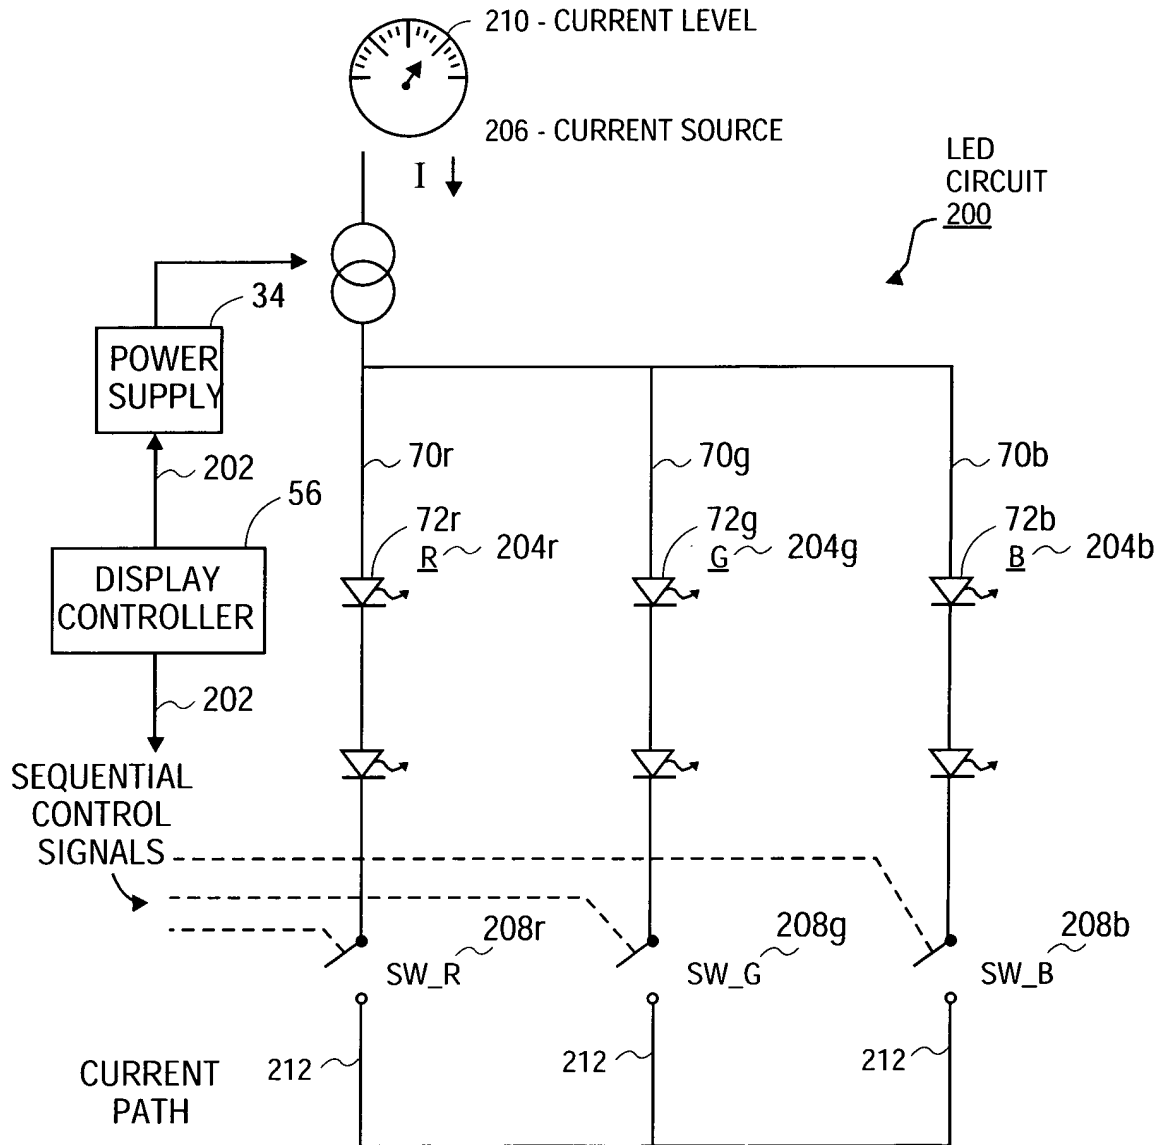 210 - CURRENT LEVEL
206 - CURRENT SOURCE
I
LED
CIRCUIT
200
34
POWER
SUPPLY
202
56
DISPLAY
CONTROLLER
202
70r
70g
70b
72r
72g
72b
R
204r
G
204g
B
204b
SEQUENTIAL
CONTROL
SIGNALS
208r
208g
208b
SW_R
SW_G
SW_B
CURRENT
PATH
212
212
212